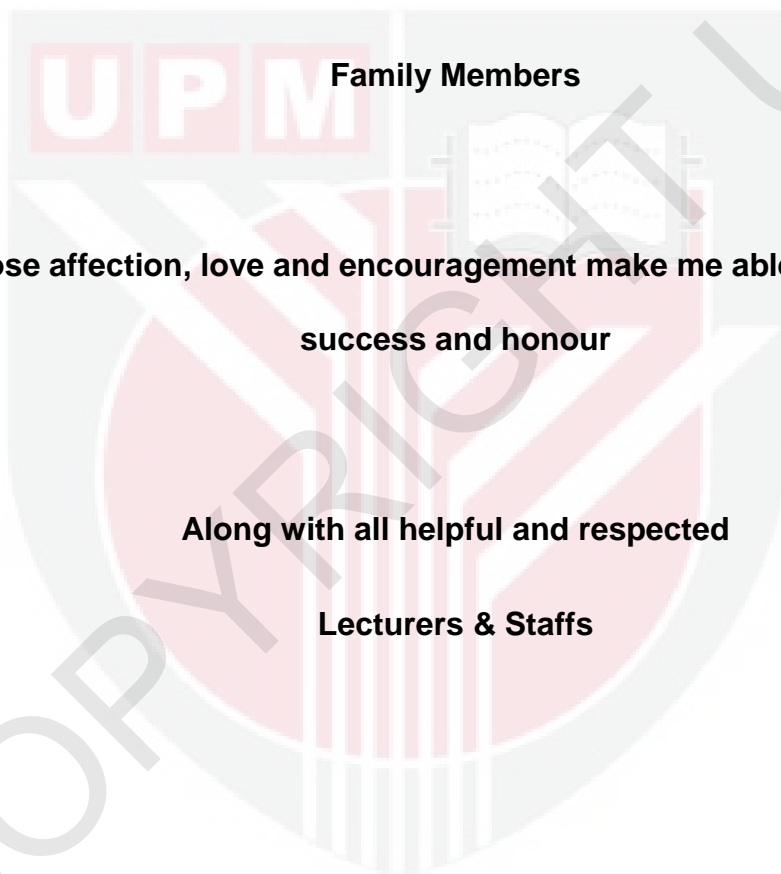 UPM
Family Members
ose affection, love and encouragement make me able
success and honour
Along with all helpful and respected
Lecturers & Staffs
OPYRIGHT U